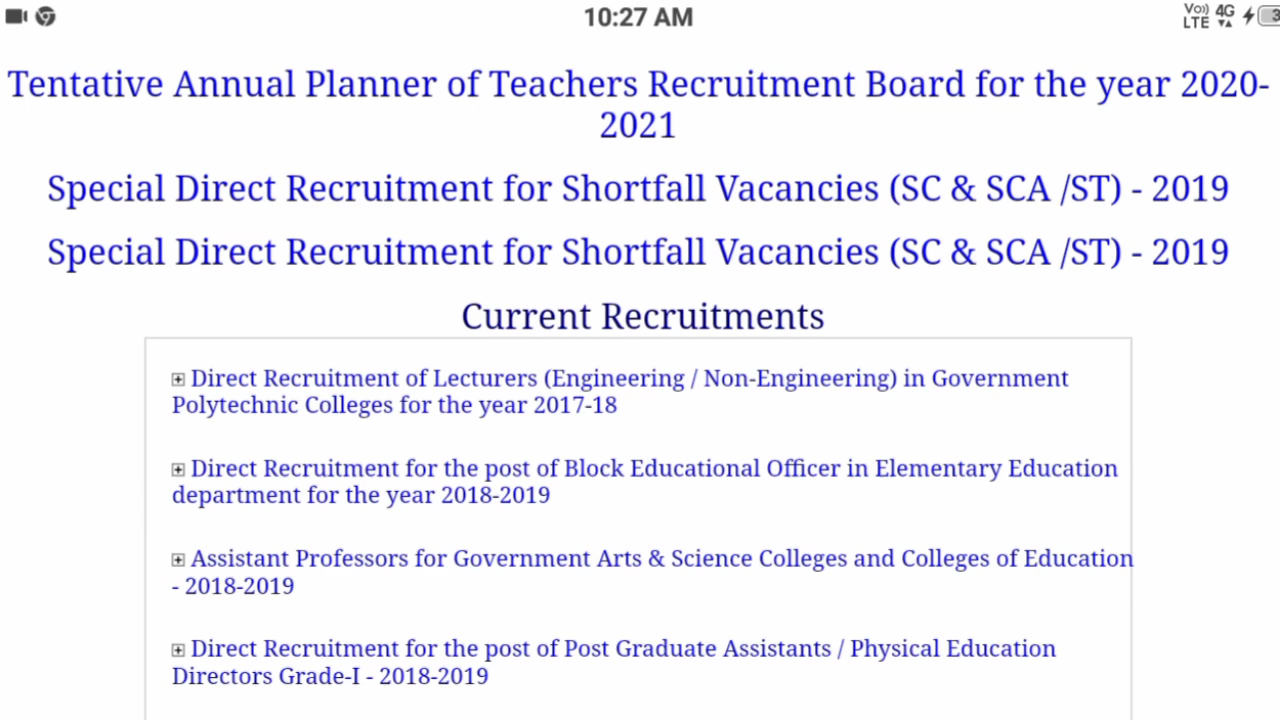 10:27 AM
Vo))
LTE
4G
3
Tentative Annual Planner of Teachers Recruitment Board for the year 2020-
2021
Special Direct Recruitment for Shortfall Vacancies (SC & SCA /ST) - 2019
Special Direct Recruitment for Shortfall Vacancies (SC & SCA /ST) - 2019
Current Recruitments
Direct Recruitment of Lecturers (Engineering / Non-Engineering) in Government
Polytechnic Colleges for the year 2017-18
Direct Recruitment for the post of Block Educational Officer in Elementary Education
department for the year 2018-2019
Assistant Professors for Government Arts & Science Colleges and Colleges of Education
- 2018-2019
Direct Recruitment for the post of Post Graduate Assistants / Physical Education
Directors Grade-I - 2018-2019